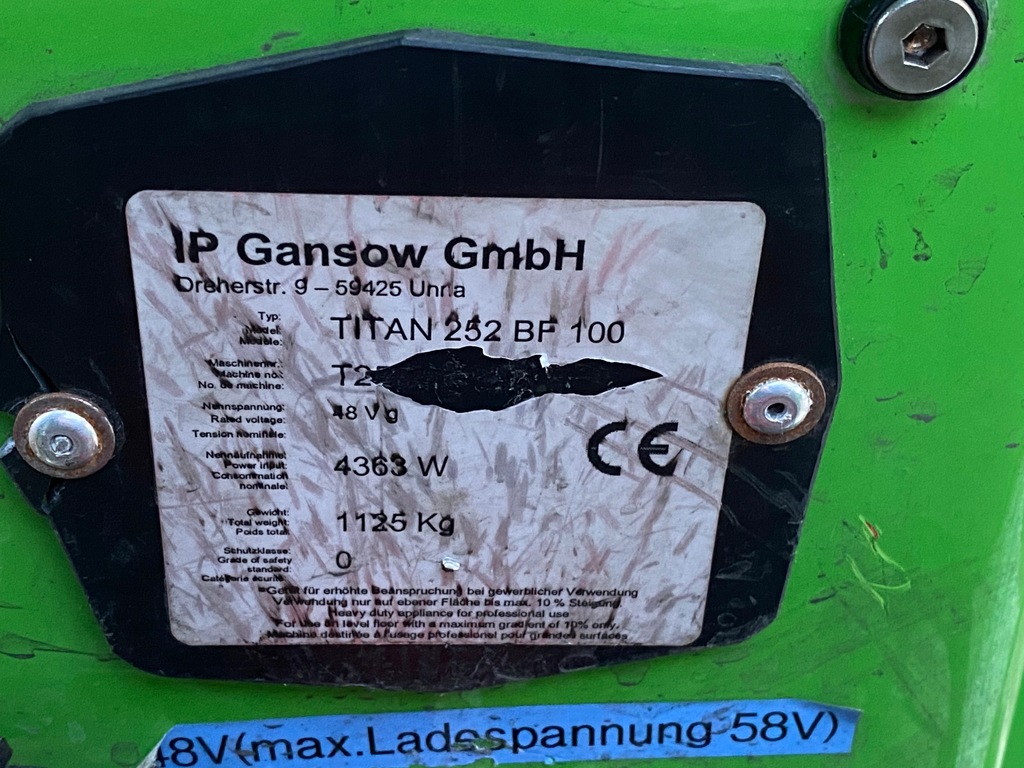 IP Gansow GmbH
Dreherstr. 9 – 59425 Unna
Typ:
Model: TITAN 252 BF 100
Modèle:
Maschinennr.:
Machine no.: T2
No. de machine:
Nennspannung: 48 V g
Rated voltage:
Tension nominale:
Nennaufnahme:
Power input: 4363 W
Consommation
nominale:
CE
Gewicht:
Total weight: 1125 Kg
Poids total
Schutzklasse:
Grade of safety 0
standard:
Catégorie écurité:
Gerät für erhöhte Beanspruchung bei gewerblicher Verwendung
Verwendung nur auf ebener Fläche bis max. 10 % Steigung.
Heavy duty appliance for professional use
For use on level floor with a maximum gradient of 10% only.
Machine destinée à l'usage professionel pour grandes surfaces
48V(max.Ladespannung 58V)